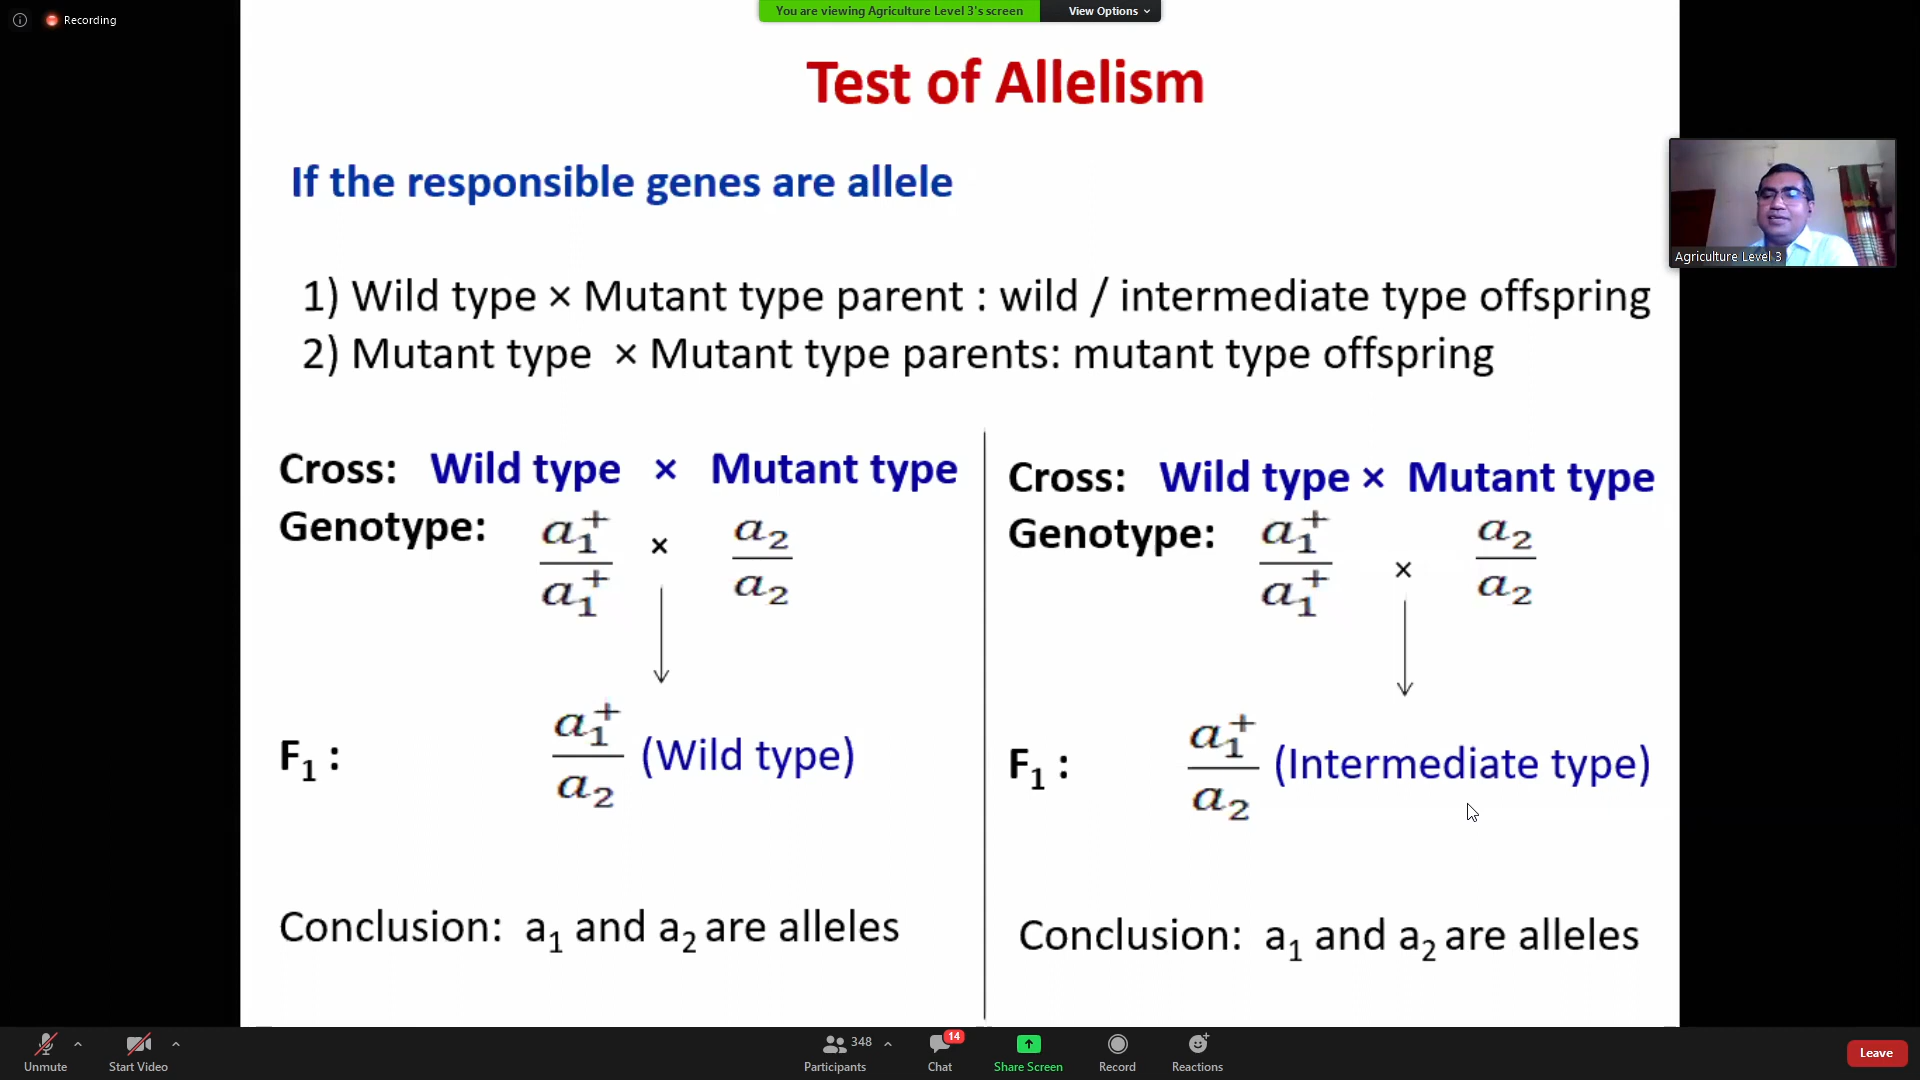 Recording
You are viewing Agriculture Level 3's screen
View Options
Test of Allelism
If the responsible genes are allele
1) Wild type × Mutant type parent : wild / intermediate type offspring
2) Mutant type × Mutant type parents: mutant type offspring
Agriculture Level 3
Cross: Wild type × Mutant type
Genotype: a₁⁺/a₁⁺ × a₂/a₂
F₁ : a₁⁺/a₂ (Wild type)
Conclusion: a₁ and a₂ are alleles
Cross: Wild type × Mutant type
Genotype: a₁⁺/a₁⁺ × a₂/a₂
F₁ : a₁⁺/a₂ (Intermediate type)
Conclusion: a₁ and a₂ are alleles
Unmute
Start Video
348
Participants
14
Chat
Share Screen
Record
Reactions
Leave